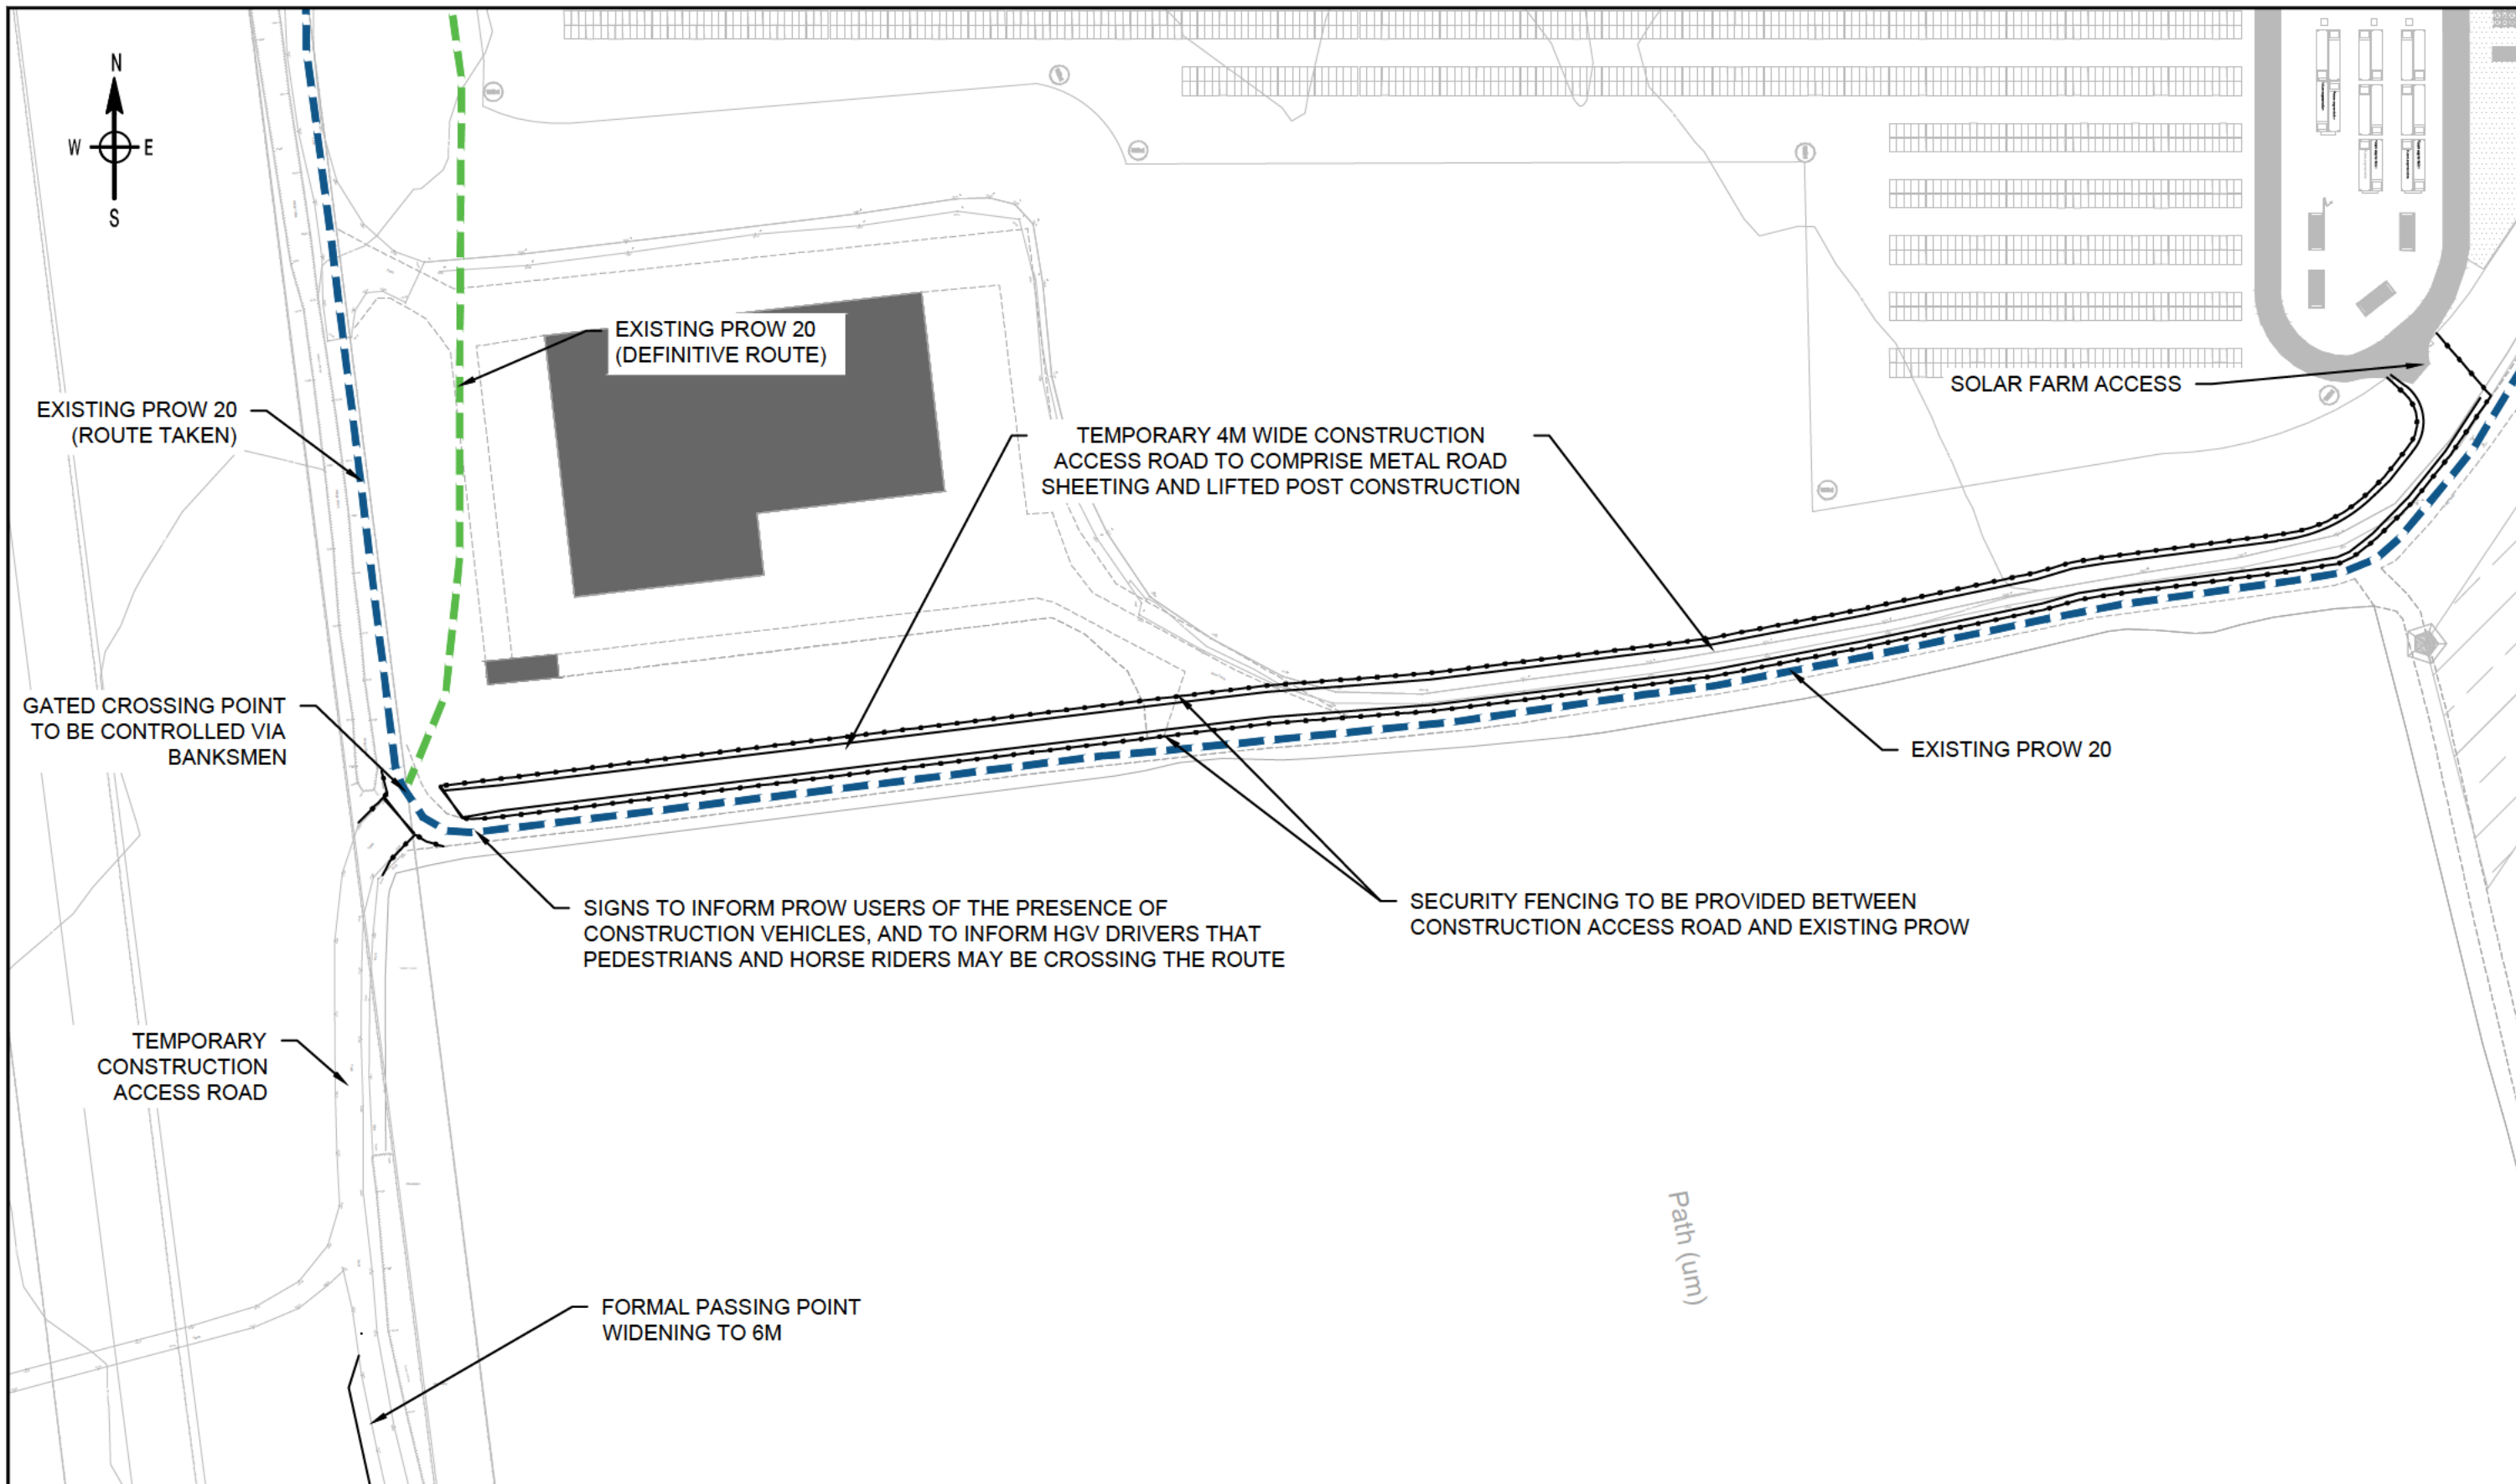 N
W
E
S
EXISTING PROW 20
(DEFINITIVE ROUTE)
EXISTING PROW 20
(ROUTE TAKEN)
SOLAR FARM ACCESS
TEMPORARY 4M WIDE CONSTRUCTION
ACCESS ROAD TO COMPRISE METAL ROAD
SHEETING AND LIFTED POST CONSTRUCTION
GATED CROSSING POINT
TO BE CONTROLLED VIA
BANKSMEN
EXISTING PROW 20
SIGNS TO INFORM PROW USERS OF THE PRESENCE OF
CONSTRUCTION VEHICLES, AND TO INFORM HGV DRIVERS THAT
PEDESTRIANS AND HORSE RIDERS MAY BE CROSSING THE ROUTE
SECURITY FENCING TO BE PROVIDED BETWEEN
CONSTRUCTION ACCESS ROAD AND EXISTING PROW
TEMPORARY
CONSTRUCTION
ACCESS ROAD
Path (um)
FORMAL PASSING POINT
WIDENING TO 6M